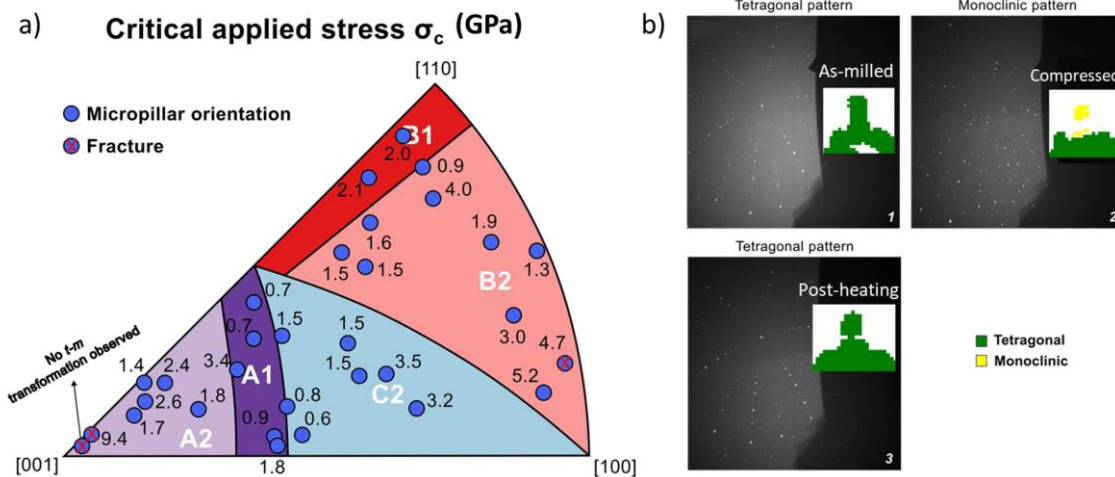 a)
Critical applied stress σc (GPa)
[110]
Micropillar orientation
Fracture
B1
2.0
2.1
0.9
4.0
1.9
1.6
1.5
1.5
1.3
B2
0.7
0.7
1.5
1.5
3.0
4.7
No t-m
transformation observed
1.4
2.4
3.4
A1
1.5
3.5
5.2
2.6
1.8
C2
3.2
1.7
A2
0.8
0.9
0.6
9.4
[001]
1.8
[100]
b)
Tetragonal pattern
As-milled
1
Monoclinic pattern
Compressed
2
Tetragonal pattern
Post-heating
3
Tetragonal
Monoclinic